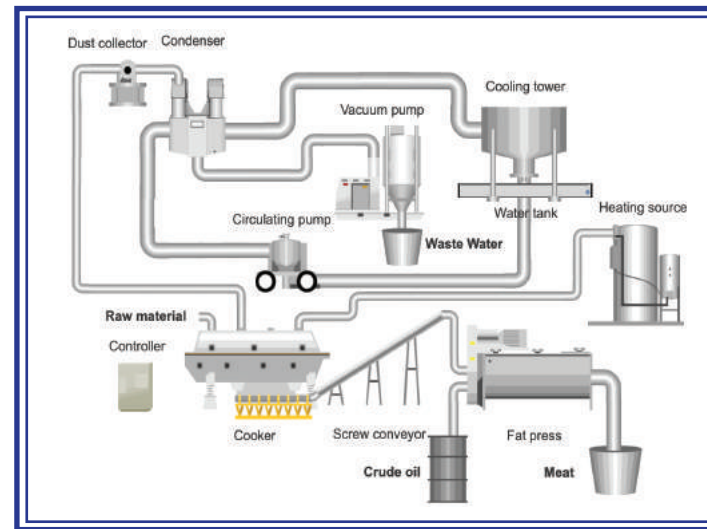 Dust collector
Condenser
Cooling tower
Vacuum pump
Water tank
Heating source
Circulating pump
Waste Water
Raw material
Controller
Cooker
Screw conveyor
Fat press
Crude oil
Meat